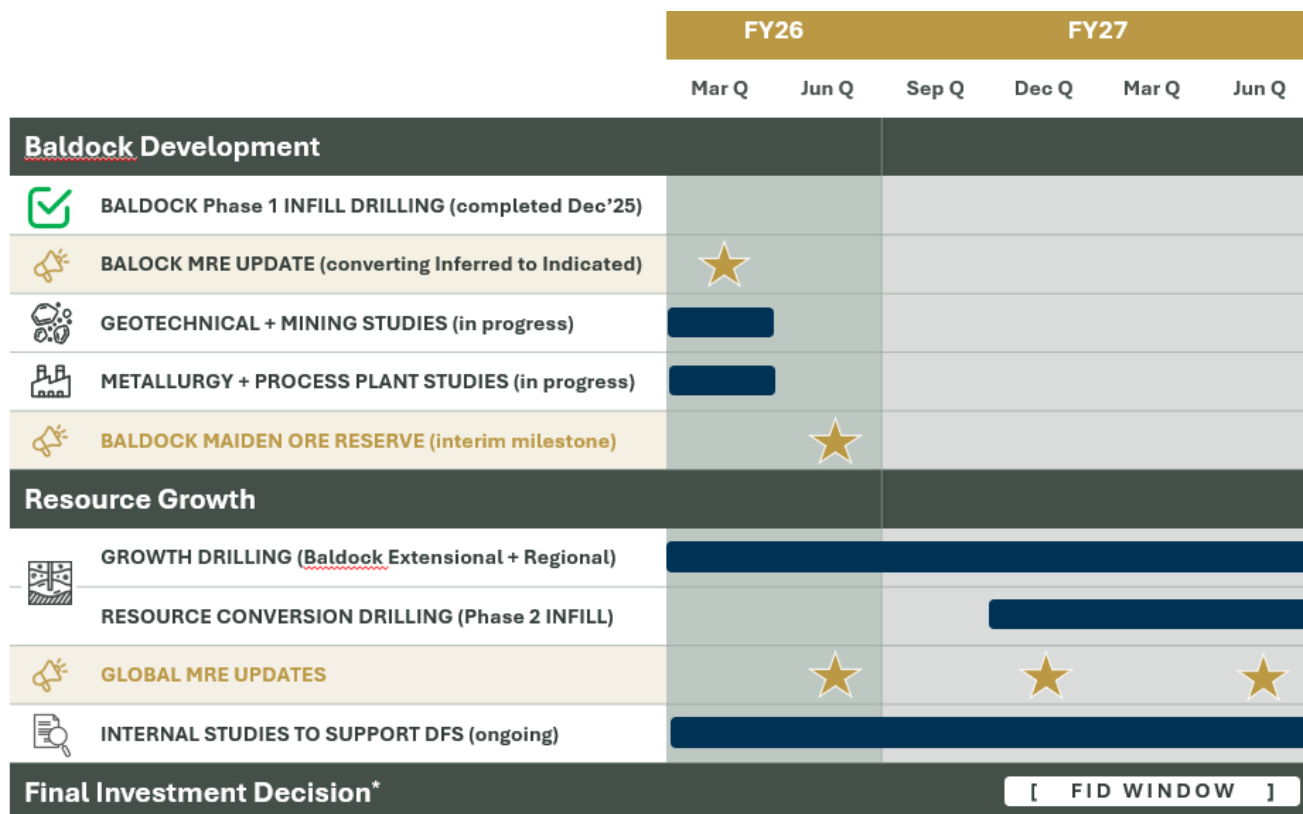 FY26 FY27
Mar Q Jun Q Sep Q Dec Q Mar Q Jun Q
Baldock Development
BALDOCK Phase 1 INFILL DRILLING (completed Dec’25)
BALOCK MRE UPDATE (converting Inferred to Indicated)
GEOTECHNICAL + MINING STUDIES (in progress)
METALLURGY + PROCESS PLANT STUDIES (in progress)
BALDOCK MAIDEN ORE RESERVE (interim milestone)
Resource Growth
GROWTH DRILLING (Baldock Extensional + Regional)
RESOURCE CONVERSION DRILLING (Phase 2 INFILL)
GLOBAL MRE UPDATES
INTERNAL STUDIES TO SUPPORT DFS (ongoing)
Final Investment Decision* [ FID WINDOW ]